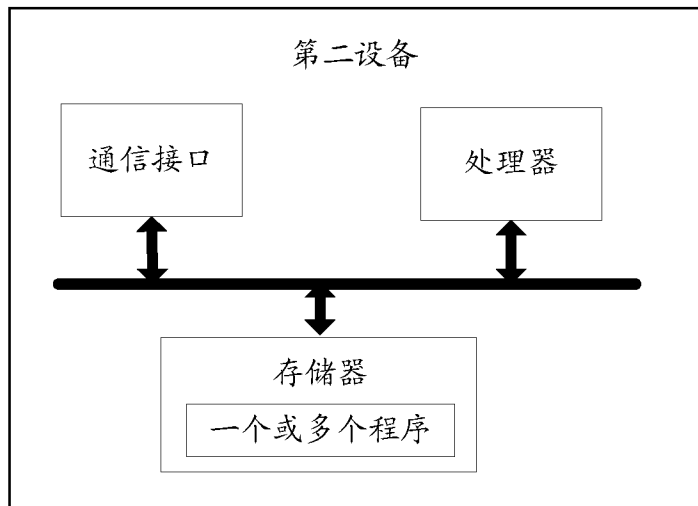 第二设备
通信接口
处理器
存储器
一个或多个程序